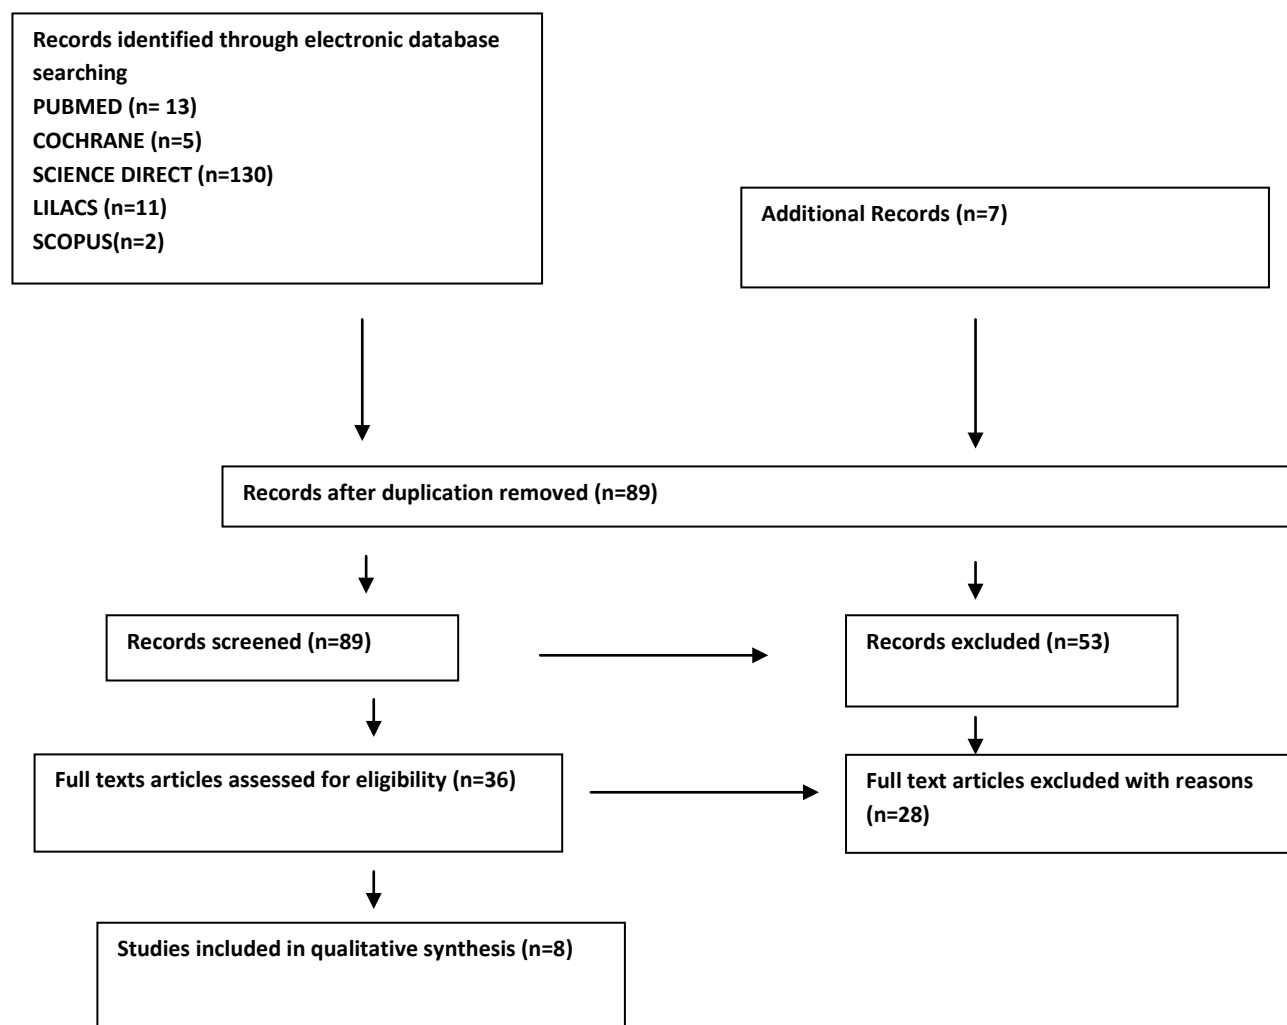 Records identified through electronic database
searching
PUBMED (n= 13)
COCHRANE (n=5)
SCIENCE DIRECT (n=130)
LILACS (n=11)
SCOPUS(n=2)
Additional Records (n=7)
Records after duplication removed (n=89)
Records screened (n=89)
Records excluded (n=53)
Full texts articles assessed for eligibility (n=36)
Full text articles excluded with reasons
(n=28)
Studies included in qualitative synthesis (n=8)